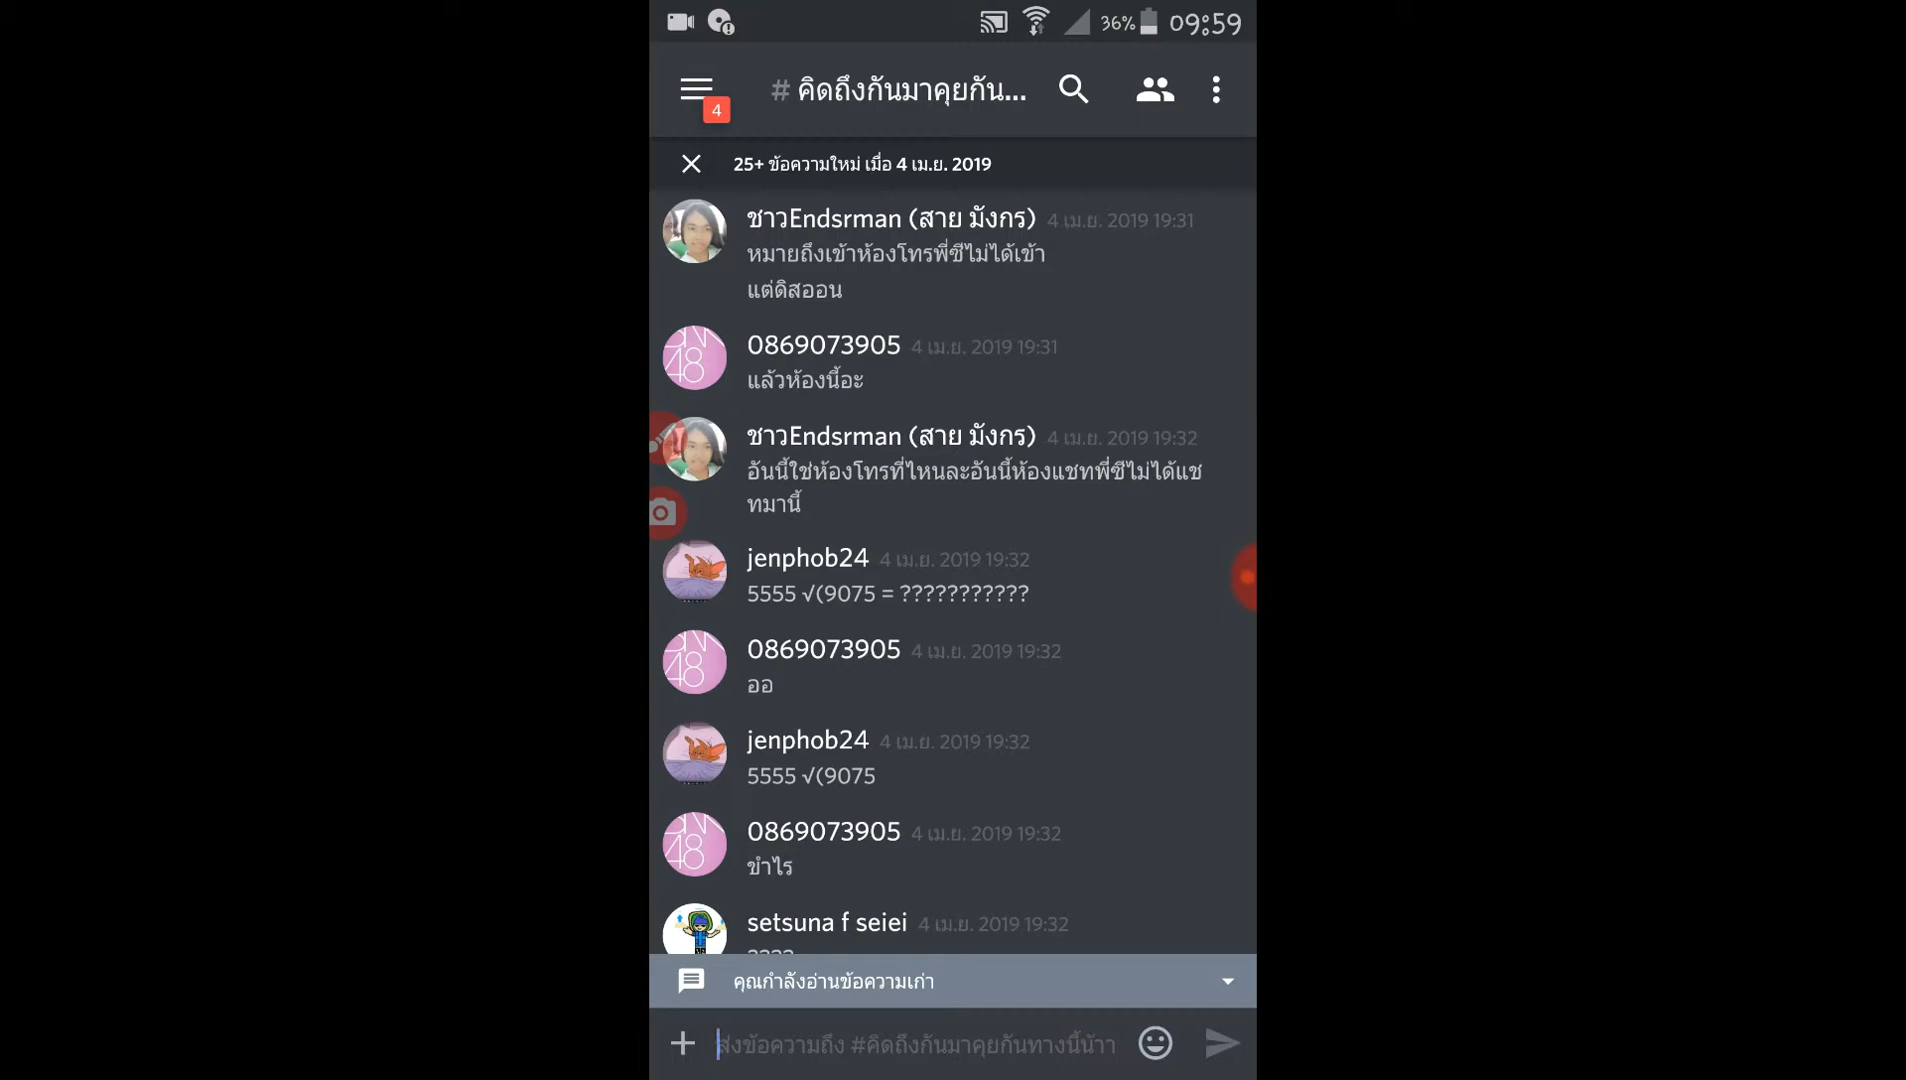 36% 09:59
# คิดถึงกันมาคุยกัน...
4
25+ ข้อความใหม่ เมื่อ 4 เม.ย. 2019
ชาวEndsrman (สาย มังกร) 4 เม.ย. 2019 19:31
หมายถึงเข้าห้องโทรพี่ซีไม่ได้เข้า
แต่ดิสออน
0869073905 4 เม.ย. 2019 19:31
แล้วห้องนี้อะ
48
ชาวEndsrman (สาย มังกร) 4 เม.ย. 2019 19:32
อันนี้ใช่ห้องโทรที่ไหนละอันนี้ห้องแชทพี่ซีไม่ได้แช
ทมานี้
jenphob24 4 เม.ย. 2019 19:32
5555 √(9075 = ???????????
0869073905 4 เม.ย. 2019 19:32
48
ออ
jenphob24 4 เม.ย. 2019 19:32
5555 √(9075
0869073905 4 เม.ย. 2019 19:32
48
ขำไร
setsuna f seiei 4 เม.ย. 2019 19:32
คุณกำลังอ่านข้อความเก่า
ส่งข้อความถึง #คิดถึงกันมาคุยกันทางนี้น้าา